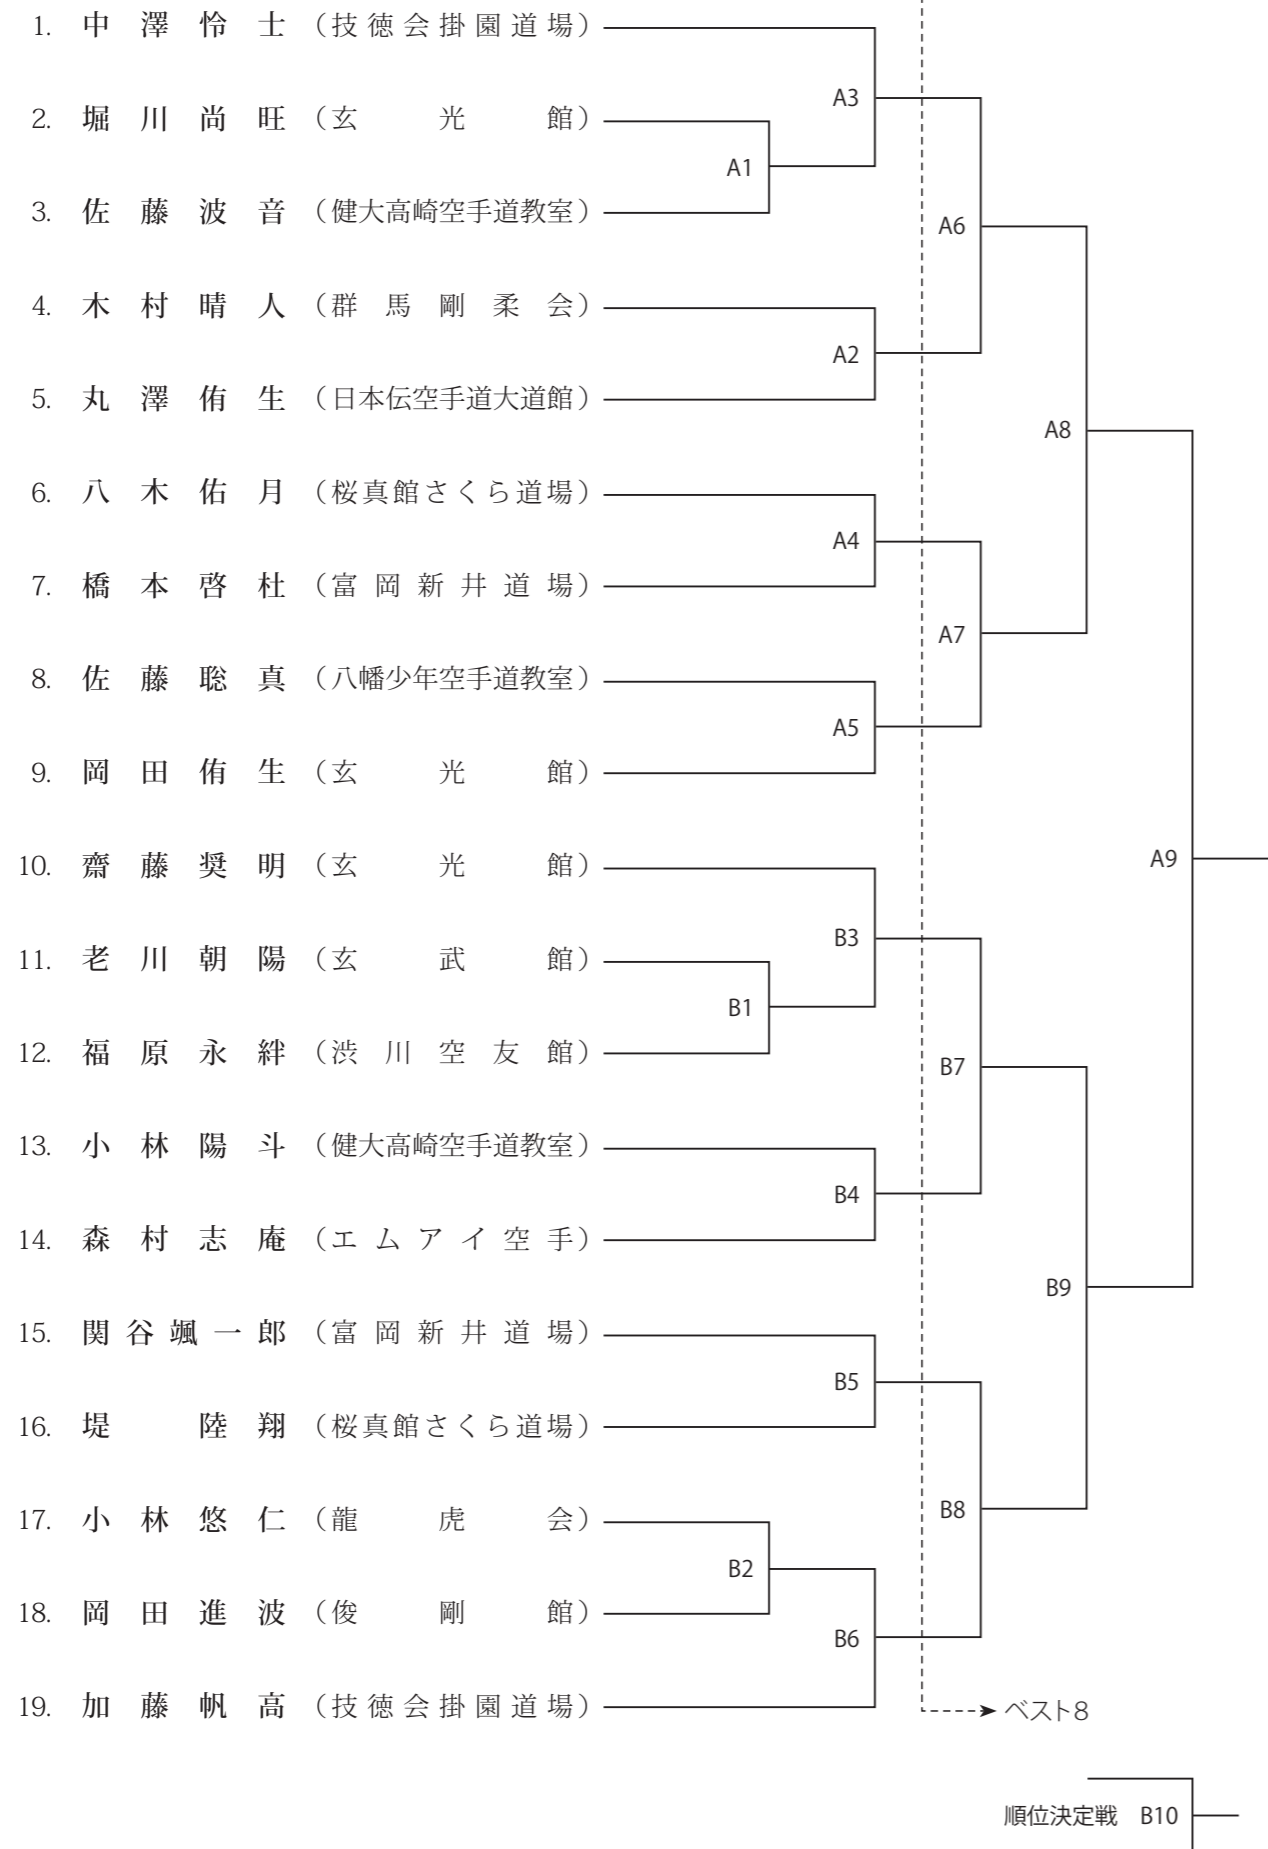 1. 中澤怜士（技徳会掛園道場）
A3
2. 堀川尚旺（玄光館）
A1
3. 佐藤波音（健大高崎空手道教室）
A6
4. 木村晴人（群馬剛柔会）
A2
5. 丸澤侑生（日本伝空手道大道館）
A8
6. 八木佑月（桜真館さくら道場）
A4
7. 橋本啓杜（富岡新井道場）
A7
8. 佐藤聡真（八幡少年空手道教室）
A5
9. 岡田侑生（玄光館）
A9
10. 齋藤奨明（玄光館）
B3
11. 老川朝陽（玄武館）
B1
12. 福原永絆（渋川空友館）
B7
13. 小林陽斗（健大高崎空手道教室）
B4
14. 森村志庵（エムアイ空手）
B9
15. 関谷颯一郎（富岡新井道場）
B5
16. 堤陸翔（桜真館さくら道場）
B8
17. 小林悠仁（龍虎会）
B2
18. 岡田進波（俊剛館）
B6
19. 加藤帆高（技徳会掛園道場）
ベスト8
順位決定戦 B10